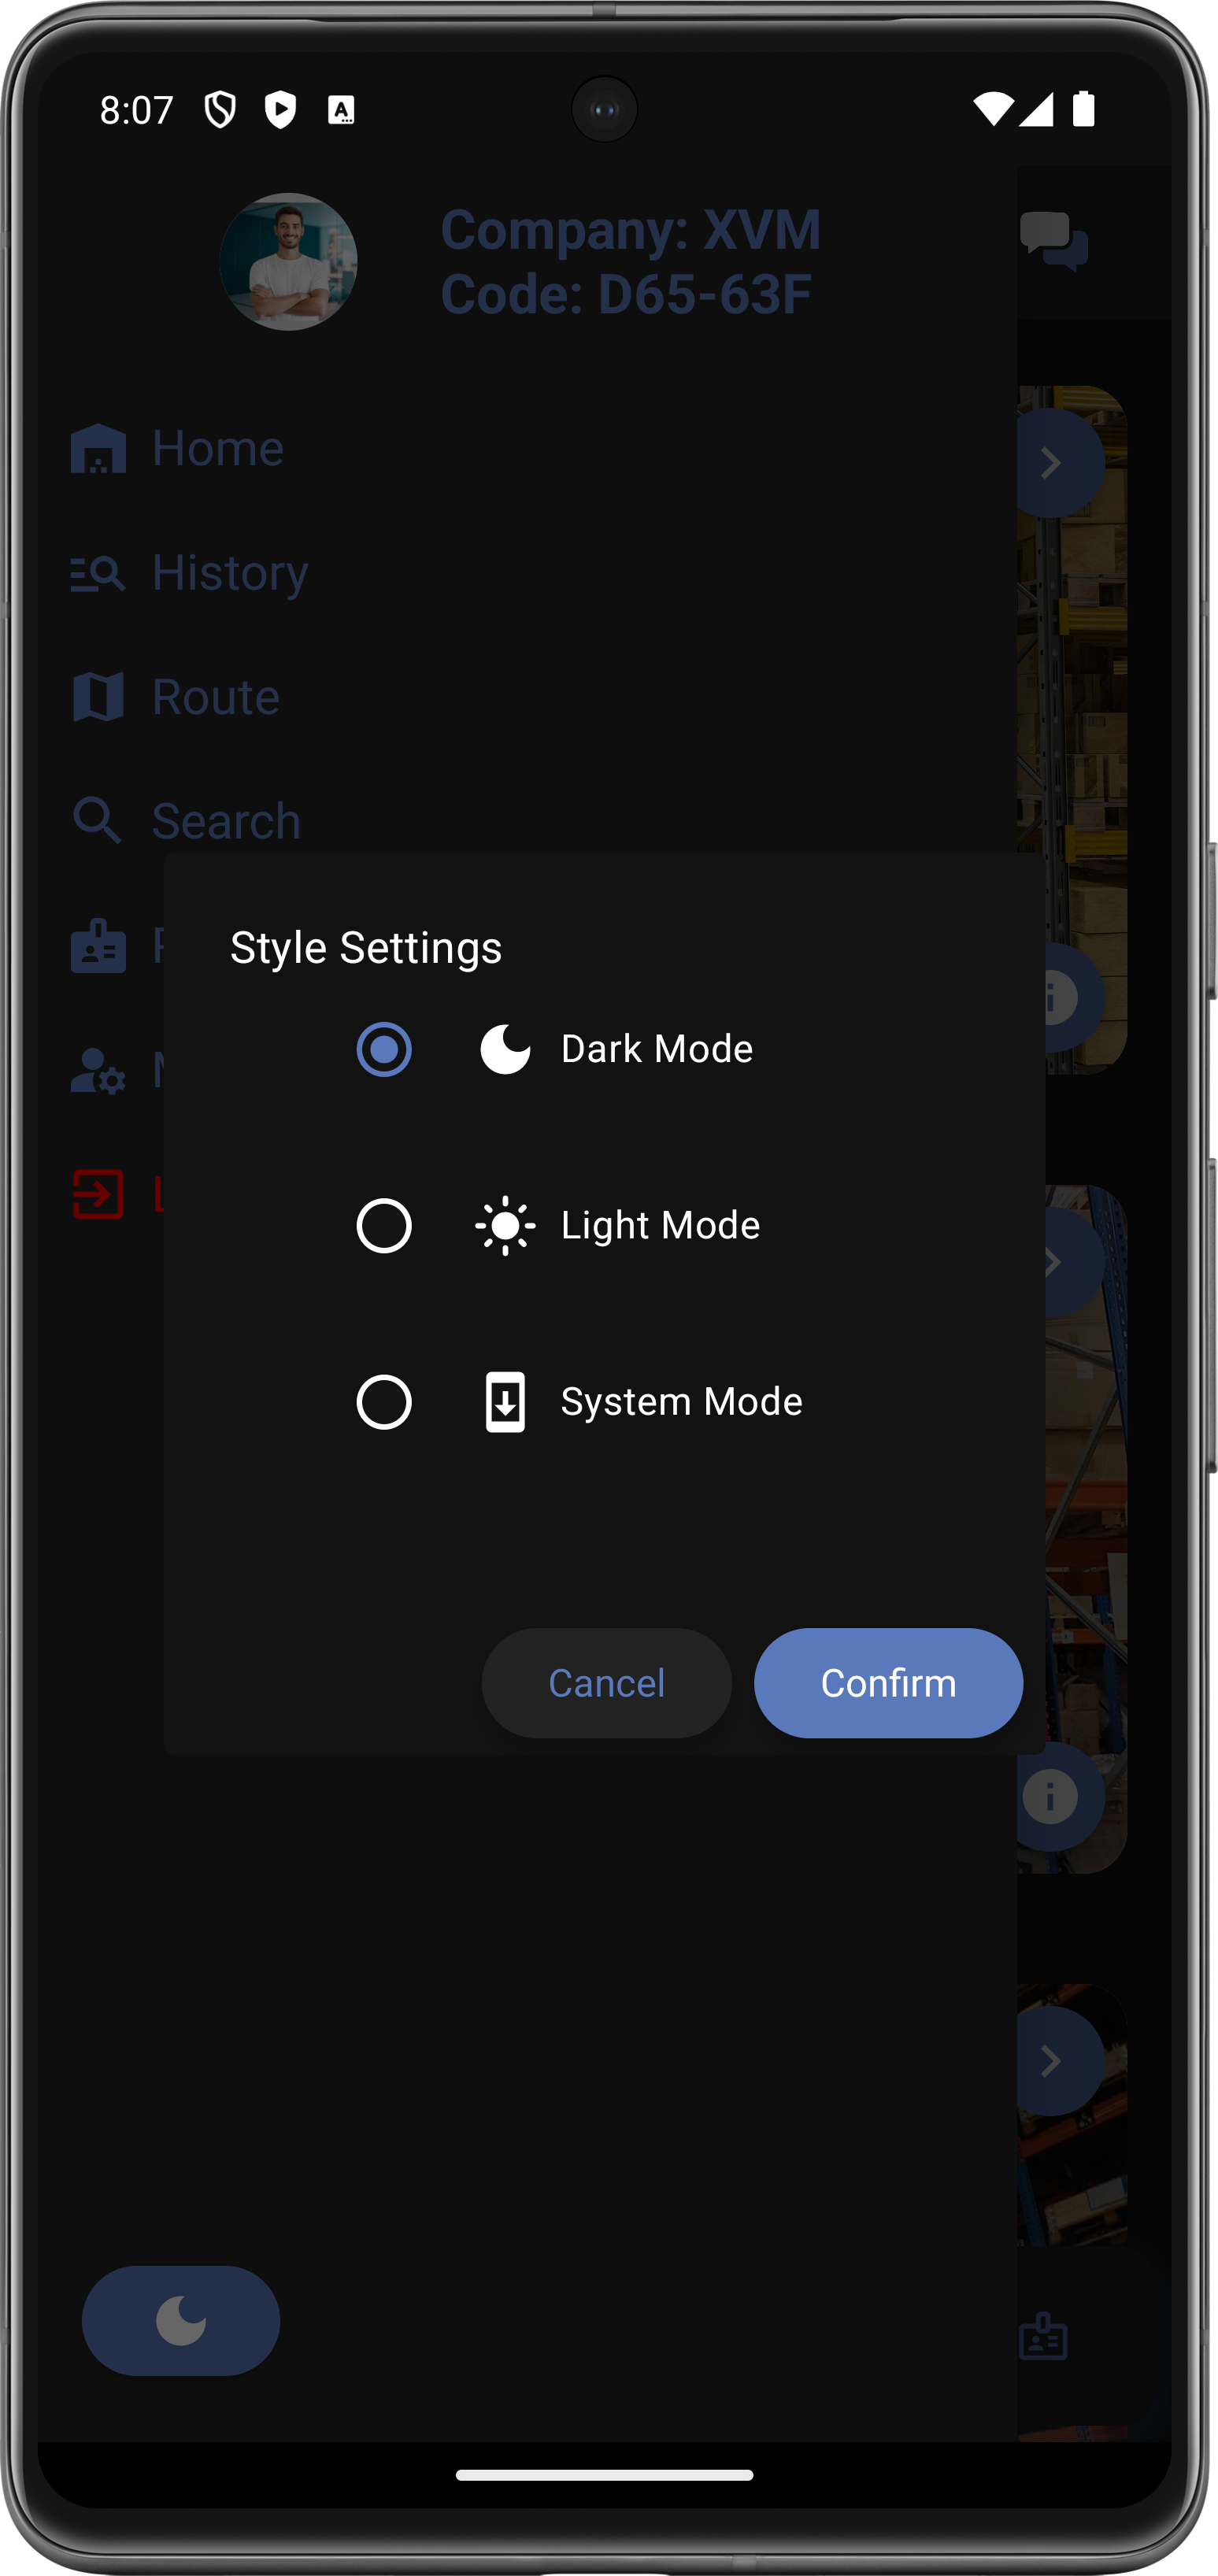 8:07
Company: XVM
Code: D65-63F
Home
History
Route
Search
Style Settings
Dark Mode
Light Mode
System Mode
Cancel
Confirm